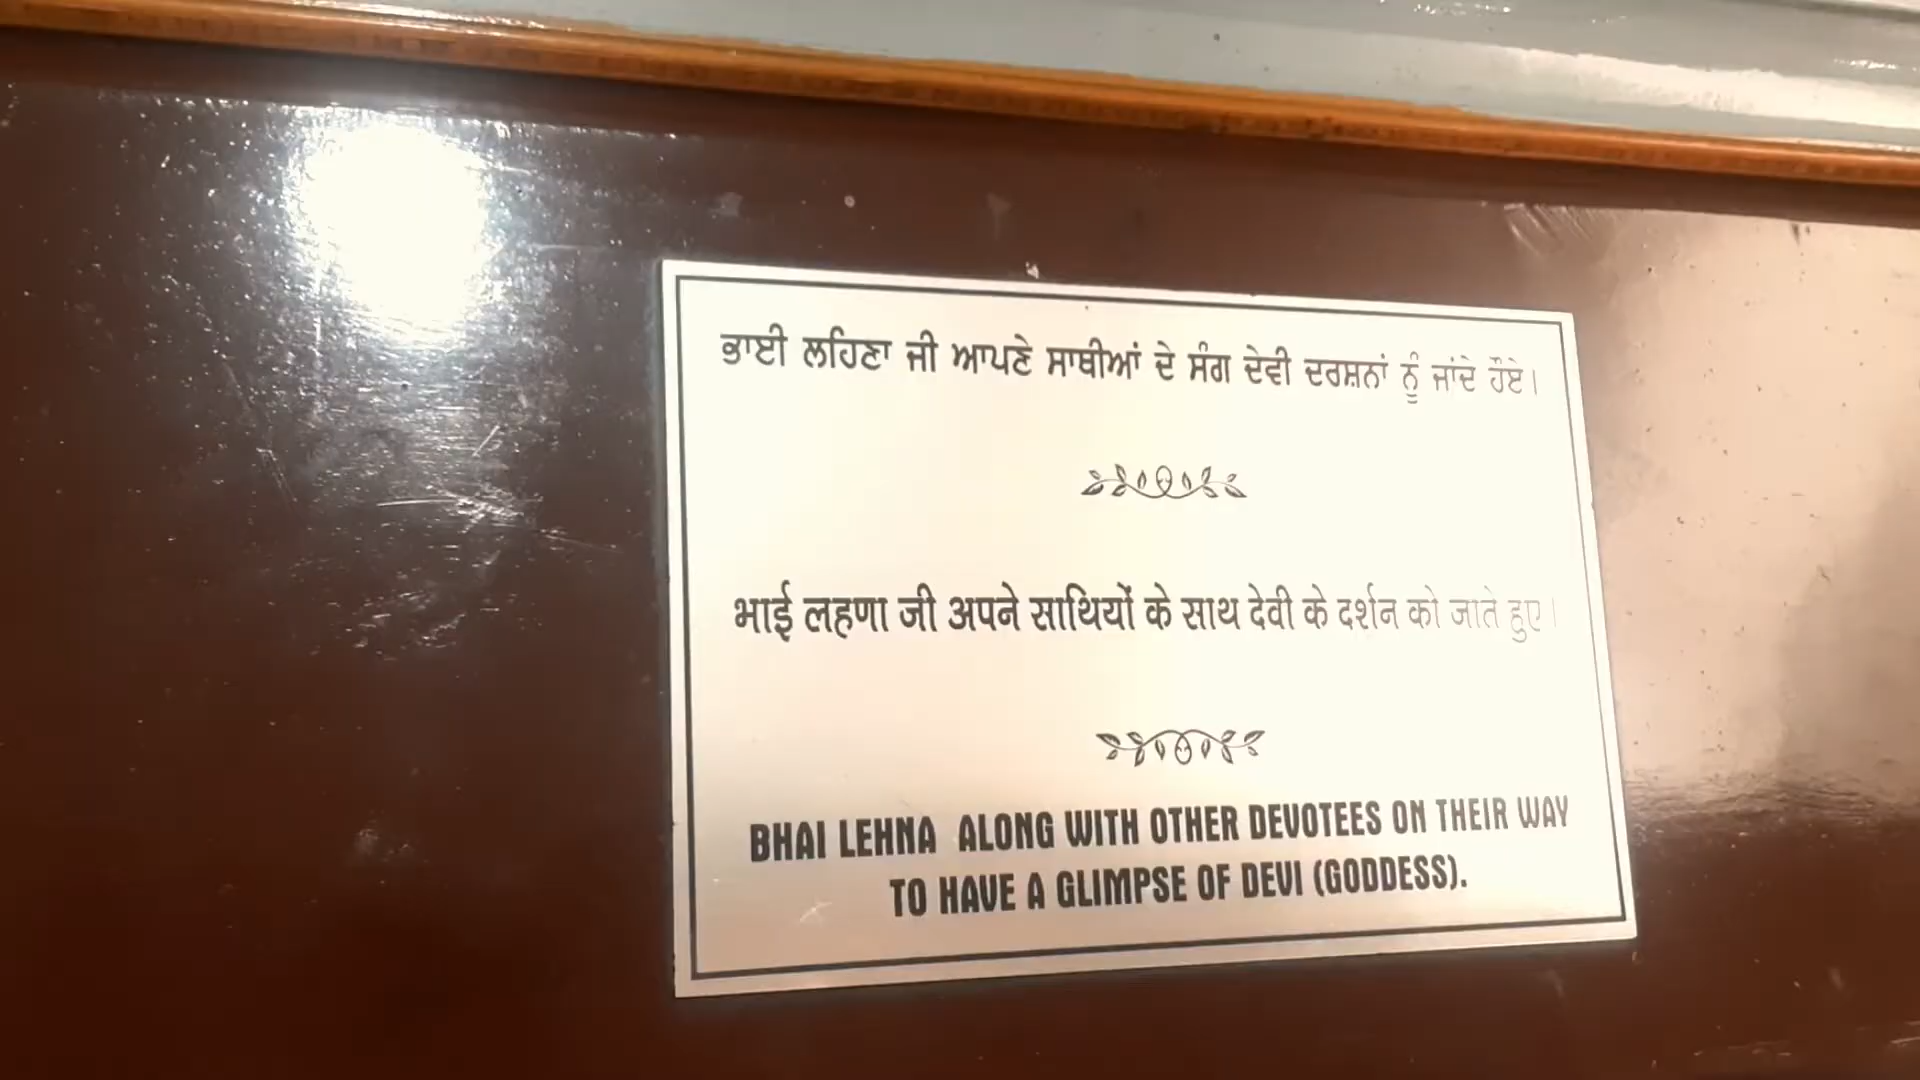 ਭਾਈ ਲਹਿਣਾ ਜੀ ਆਪਣੇ ਸਾਥੀਆਂ ਦੇ ਸੰਗ ਦੇਵੀ ਦਰਸ਼ਨਾਂ ਨੂੰ ਜਾਂਦੇ ਹੌਏ।
भाई लहणा जी अपने साथियों के साथ देवी के दर्शन को जाते हुए।
BHAI LEHNA ALONG WITH OTHER DEVOTEES ON THEIR WAY
TO HAVE A GLIMPSE OF DEVI (GODDESS).